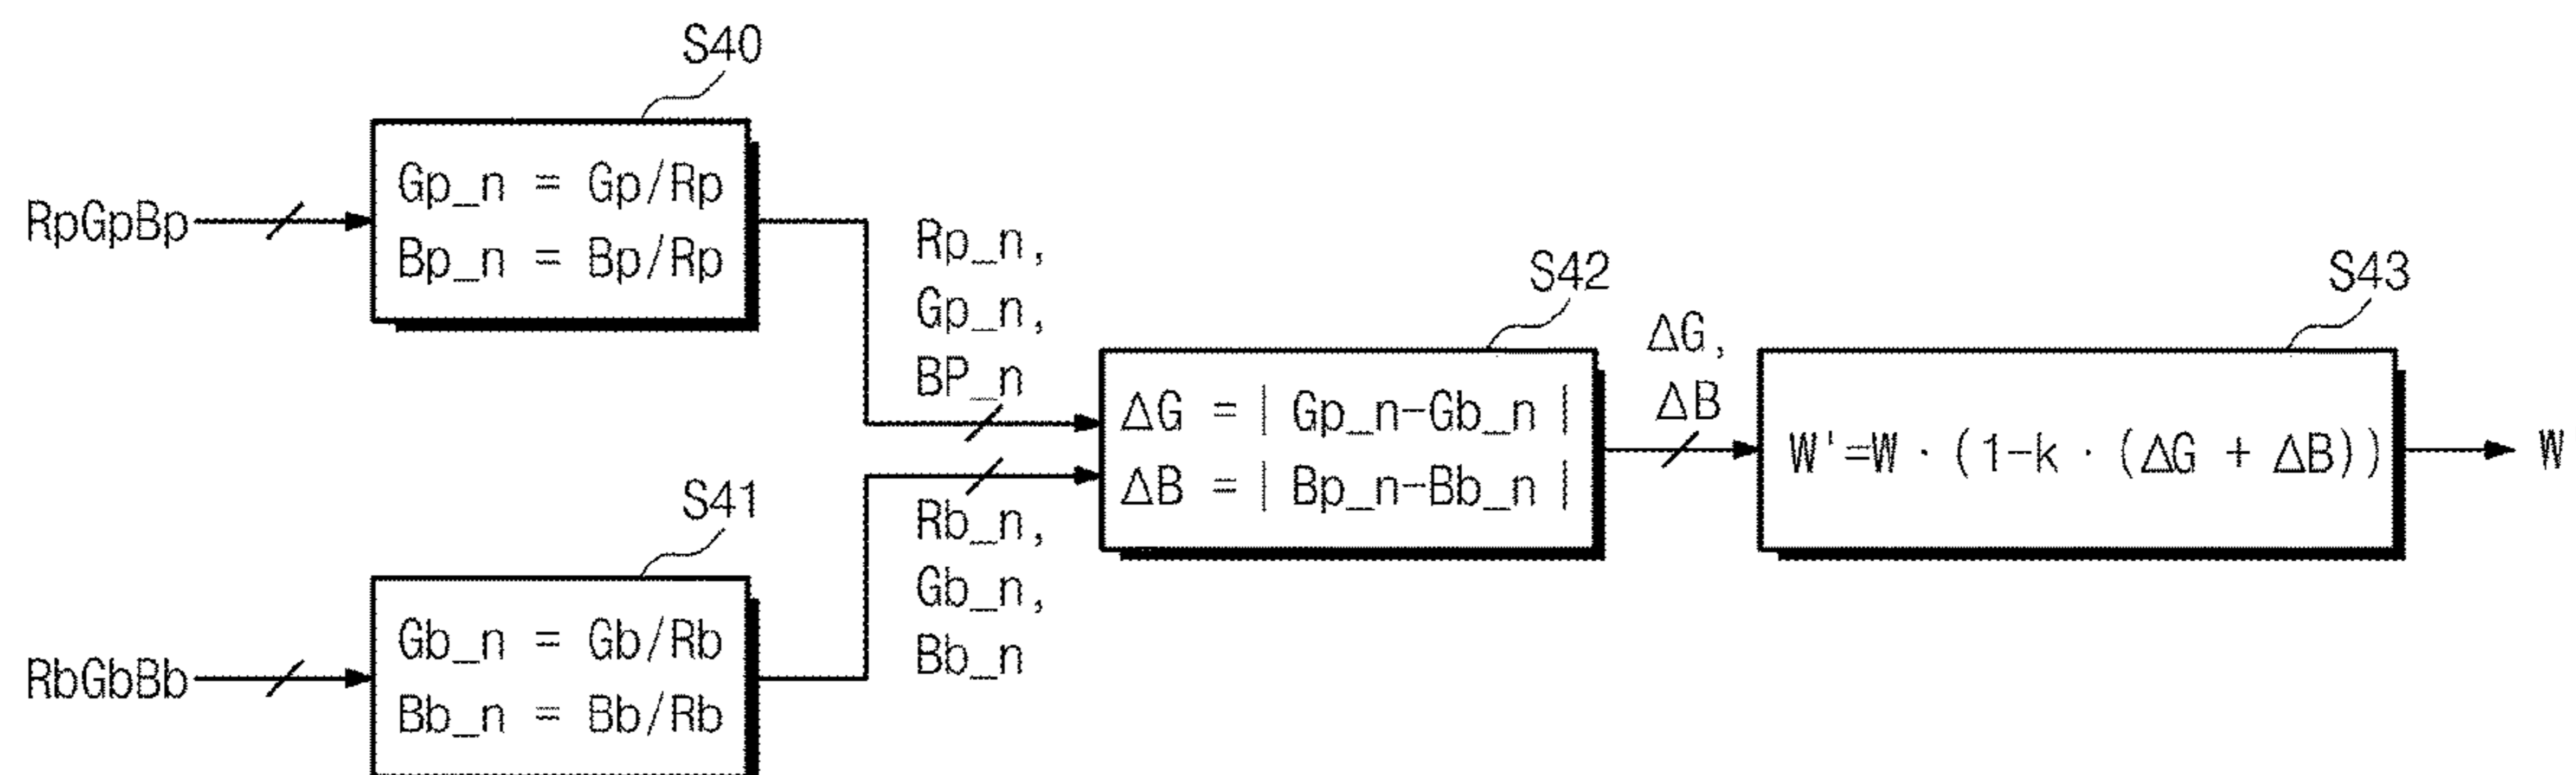 S40
Gp_n = Gp/Rp
Bp_n = Bp/Rp
RpGpBp
Rp_n,
Gp_n,
BP_n
S41
Gb_n = Gb/Rb
Bb_n = Bb/Rb
RbGbBb
Rb_n,
Gb_n,
Bb_n
S42
ΔG = | Gp_n-Gb_n |
ΔB = | Bp_n-Bb_n |
ΔG,
ΔB
S43
W'=W · (1-k · (ΔG + ΔB))
W